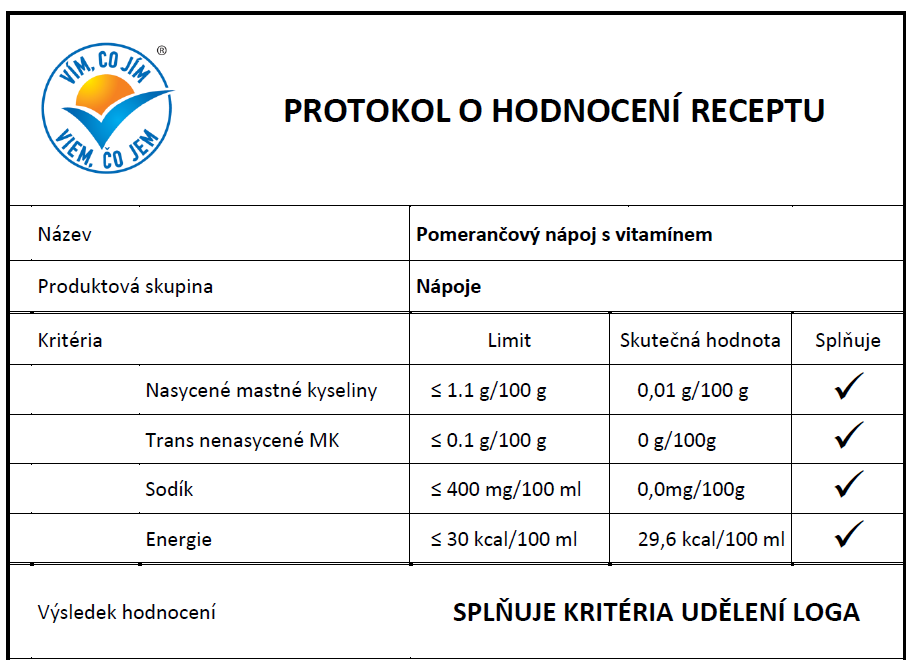 VÍM, CO JÍM
®
VIEM, ČO JEM
PROTOKOL O HODNOCENÍ RECEPTU
Název Pomerančový nápoj s vitamínem
Produktová skupina Nápoje
Kritéria Limit Skutečná hodnota Splňuje
Nasycené mastné kyseliny ≤ 1.1 g/100 g 0,01 g/100 g ✓
Trans nenasycené MK ≤ 0.1 g/100 g 0 g/100g ✓
Sodík ≤ 400 mg/100 ml 0,0mg/100g ✓
Energie ≤ 30 kcal/100 ml 29,6 kcal/100 ml ✓
Výsledek hodnocení SPLŇUJE KRITÉRIA UDĚLENÍ LOGA